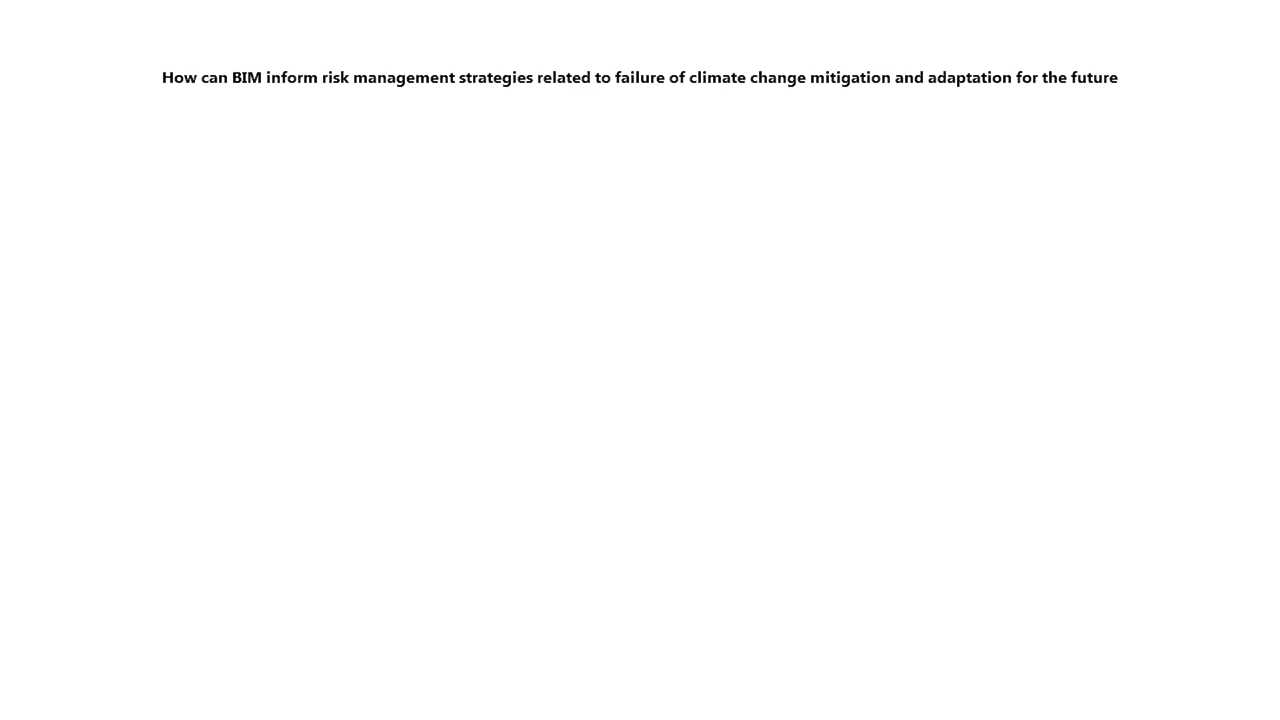 How can BIM inform risk management strategies related to failure of climate change mitigation and adaptation for the future